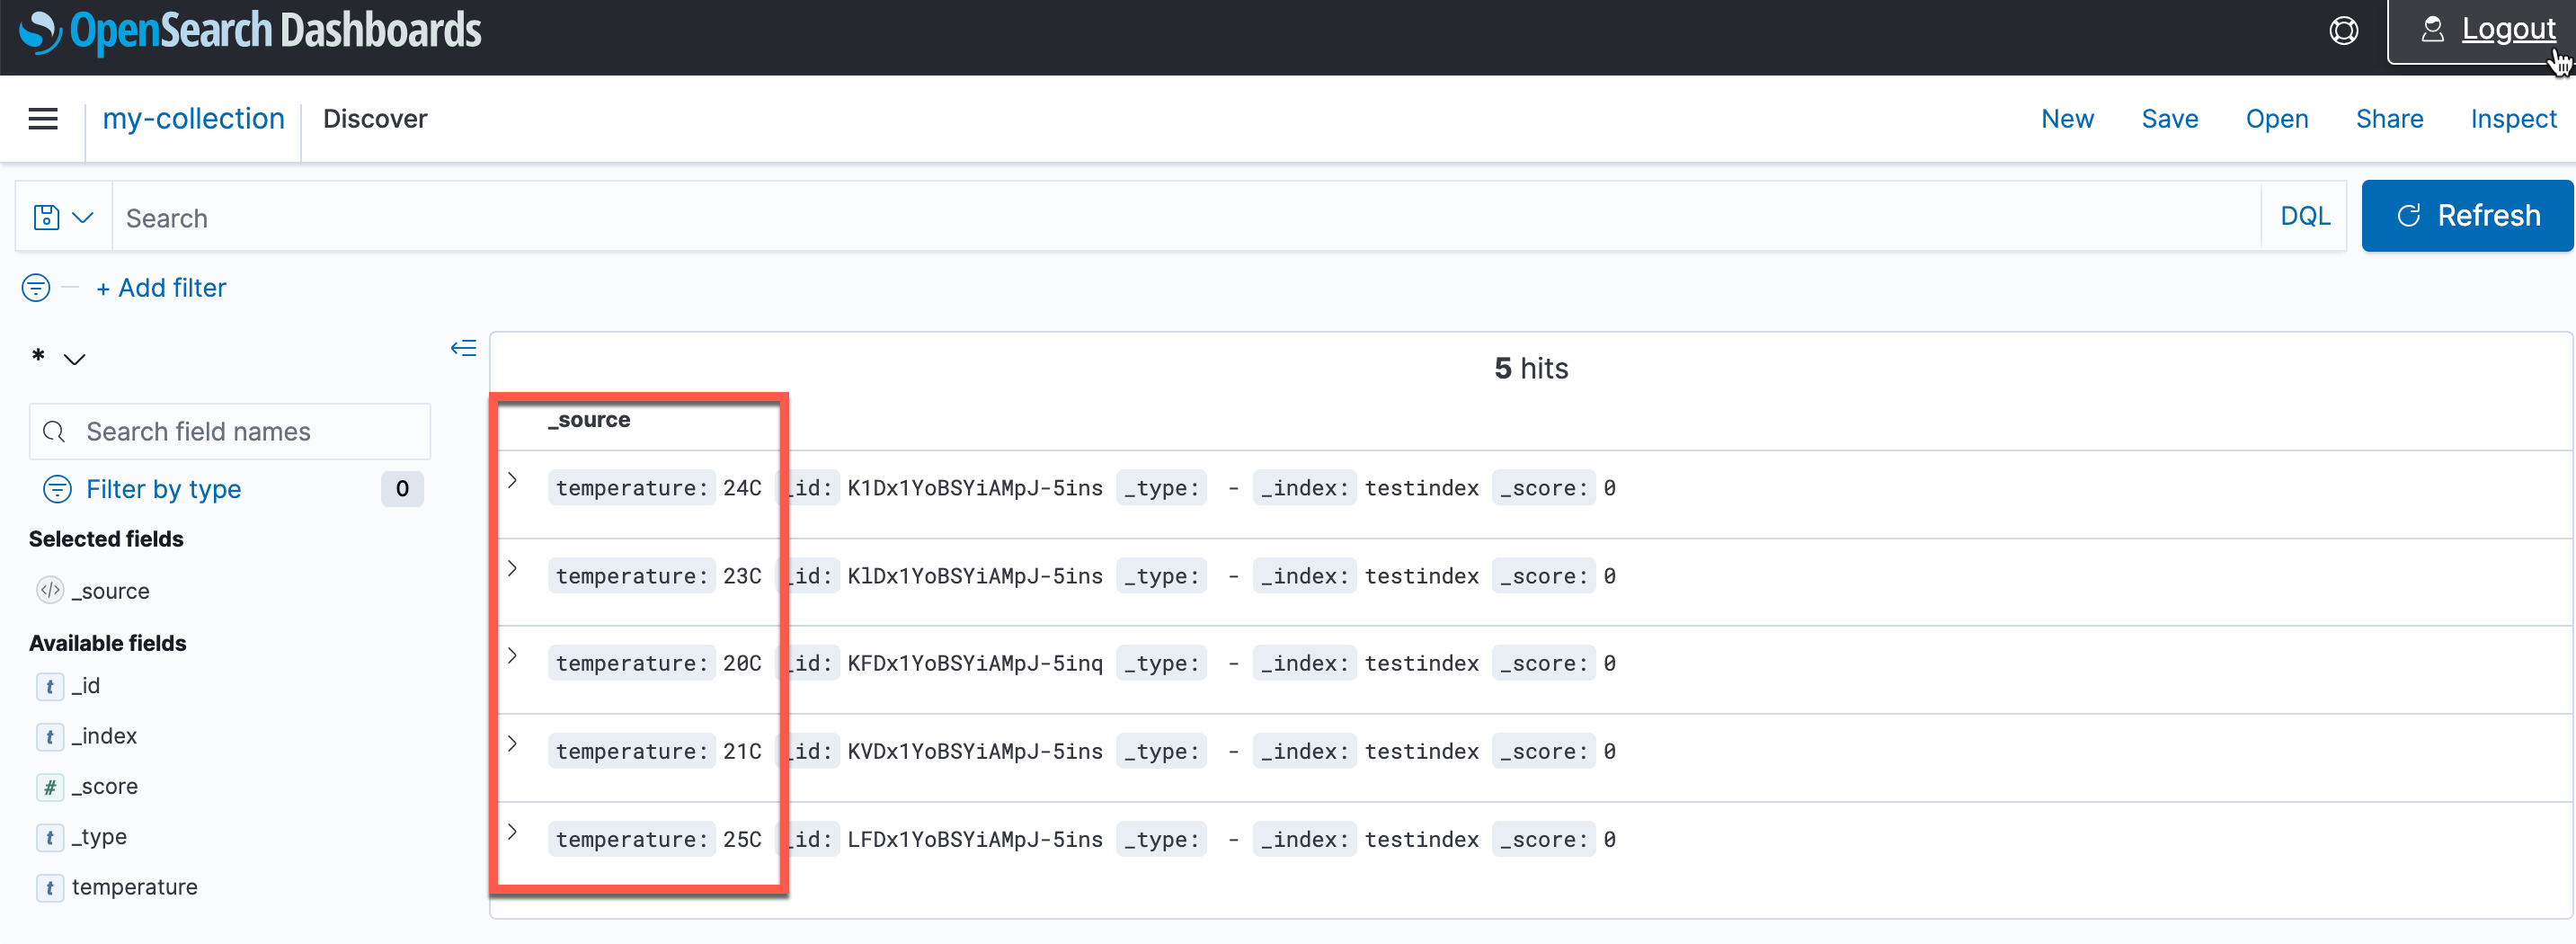 OpenSearch Dashboards
Logout
my-collection Discover New Save Open Share Inspect
Search DQL Refresh
+ Add filter
*
5 hits
Search field names
Filter by type 0
Selected fields
_source
Available fields
t _id
t _index
# _score
t _type
t temperature
_source
temperature: 24C _id: K1Dx1YoBSYiAMpJ-5ins _type: - _index: testindex _score: 0
temperature: 23C _id: KlDx1YoBSYiAMpJ-5ins _type: - _index: testindex _score: 0
temperature: 20C _id: KFDx1YoBSYiAMpJ-5inq _type: - _index: testindex _score: 0
temperature: 21C _id: KVDx1YoBSYiAMpJ-5ins _type: - _index: testindex _score: 0
temperature: 25C _id: LFDx1YoBSYiAMpJ-5ins _type: - _index: testindex _score: 0